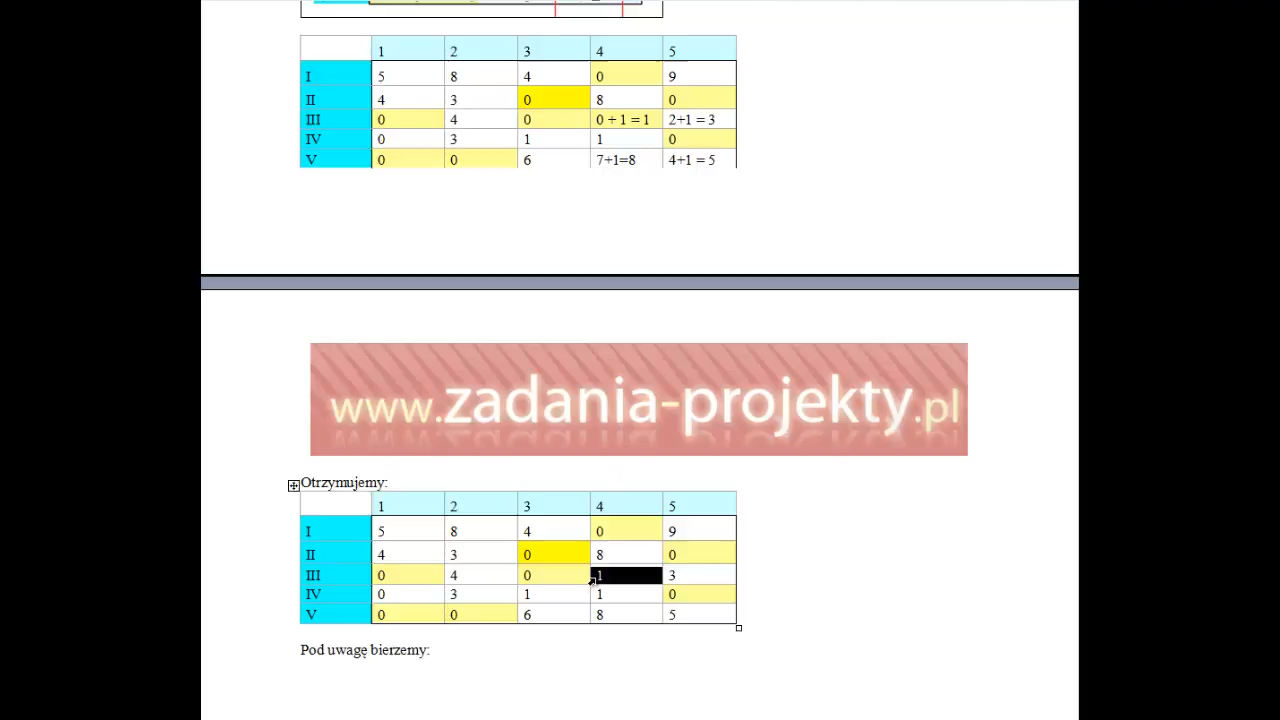 1 2 3 4 5
I 5 8 4 0 9
II 4 3 0 8 0
III 0 4 0 0 + 1 = 1 2+1 = 3
IV 0 3 1 1 0
V 0 0 6 7+1=8 4+1 = 5
www.zadania-projekty.pl
Otrzymujemy:
1 2 3 4 5
I 5 8 4 0 9
II 4 3 0 8 0
III 0 4 0 1 3
IV 0 3 1 1 0
V 0 0 6 8 5
Pod uwagę bierzemy: